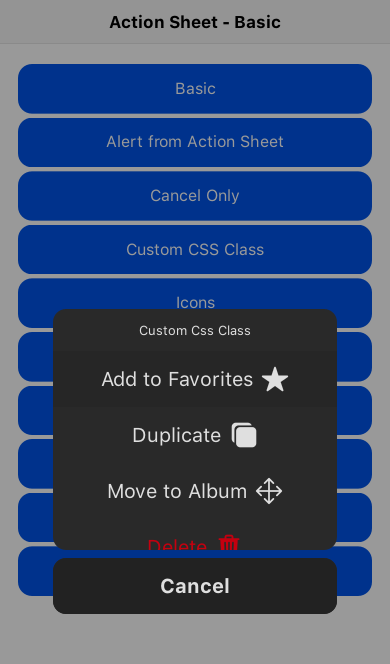 Action Sheet - Basic
Basic
Alert from Action Sheet
Cancel Only
Custom CSS Class
Icons
Custom Css Class
Add to Favorites
Duplicate
Move to Album
Delete
Cancel